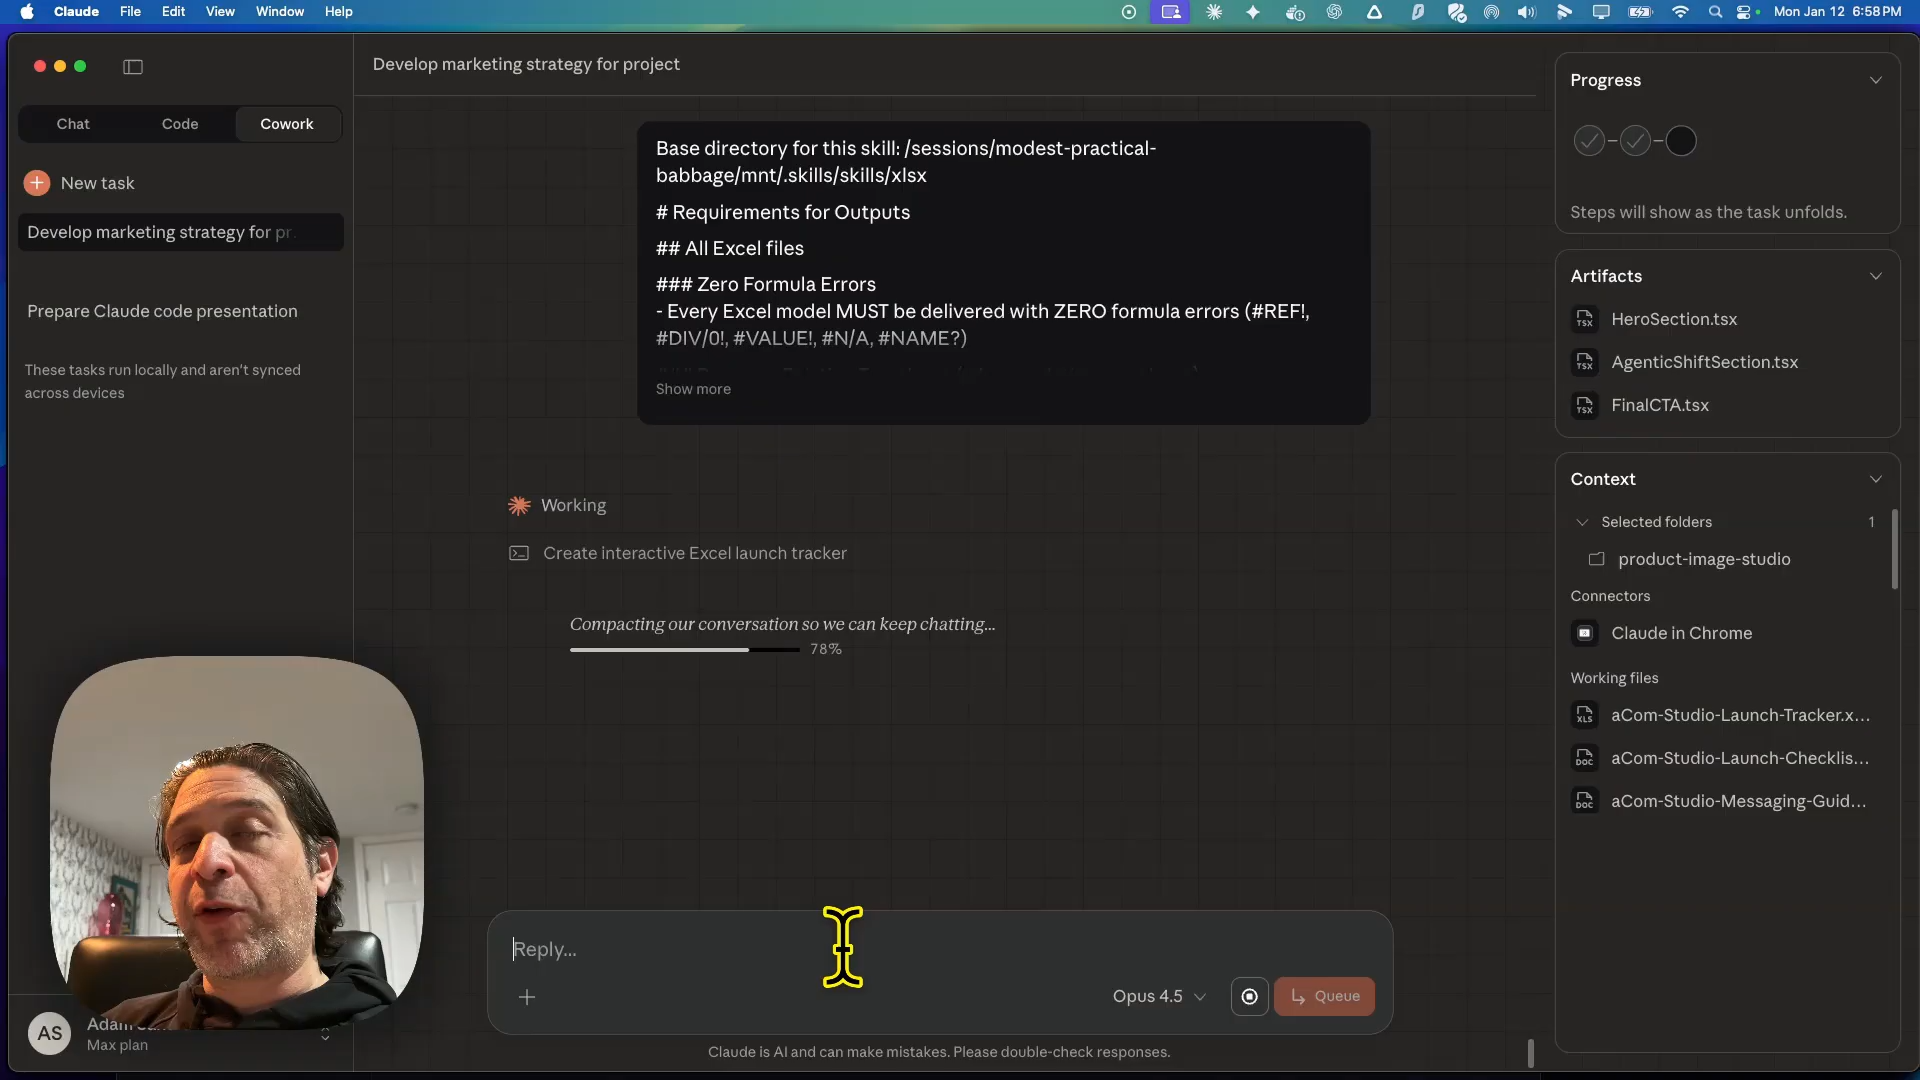 Claude File Edit View Window Help
Mon Jan 12 6:58 PM
Develop marketing strategy for project
Chat Code Cowork
New task
Develop marketing strategy for pr
Prepare Claude code presentation
These tasks run locally and aren't synced
across devices
AS
Adam
Max plan
Base directory for this skill: /sessions/modest-practical-
babbage/mnt/.skills/skills/xlsx
# Requirements for Outputs
## All Excel files
### Zero Formula Errors
- Every Excel model MUST be delivered with ZERO formula errors (#REF!,
#DIV/0!, #VALUE!, #N/A, #NAME?)
Show more
Working
Create interactive Excel launch tracker
Compacting our conversation so we can keep chatting...
78%
Reply...
Opus 4.5
Queue
Claude is AI and can make mistakes. Please double-check responses.
Progress
Steps will show as the task unfolds.
Artifacts
TSX HeroSection.tsx
TSX AgenticShiftSection.tsx
TSX FinalCTA.tsx
Context
Selected folders 1
product-image-studio
Connectors
Claude in Chrome
Working files
XLS aCom-Studio-Launch-Tracker.x...
DOC aCom-Studio-Launch-Checklis...
DOC aCom-Studio-Messaging-Guid...